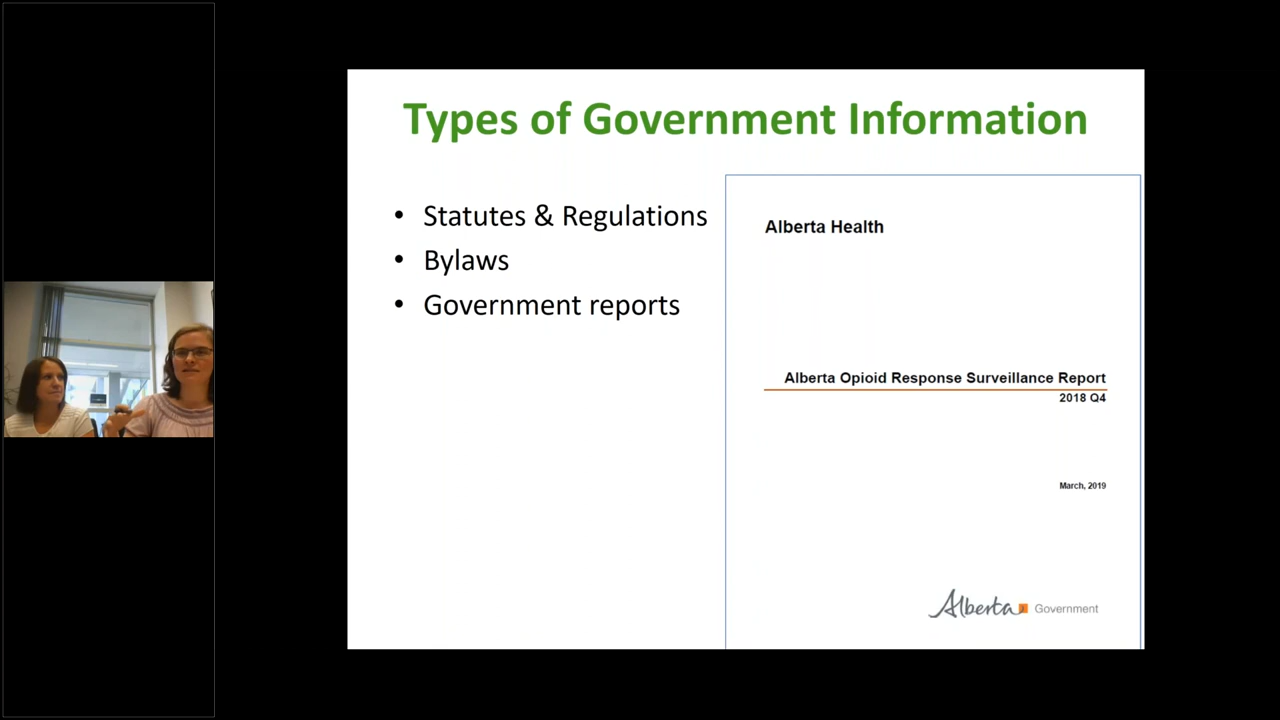 Types of Government Information
• Statutes & Regulations
• Bylaws
• Government reports
Alberta Health
Alberta Opioid Response Surveillance Report
2018 Q4
March, 2019
Alberta Government